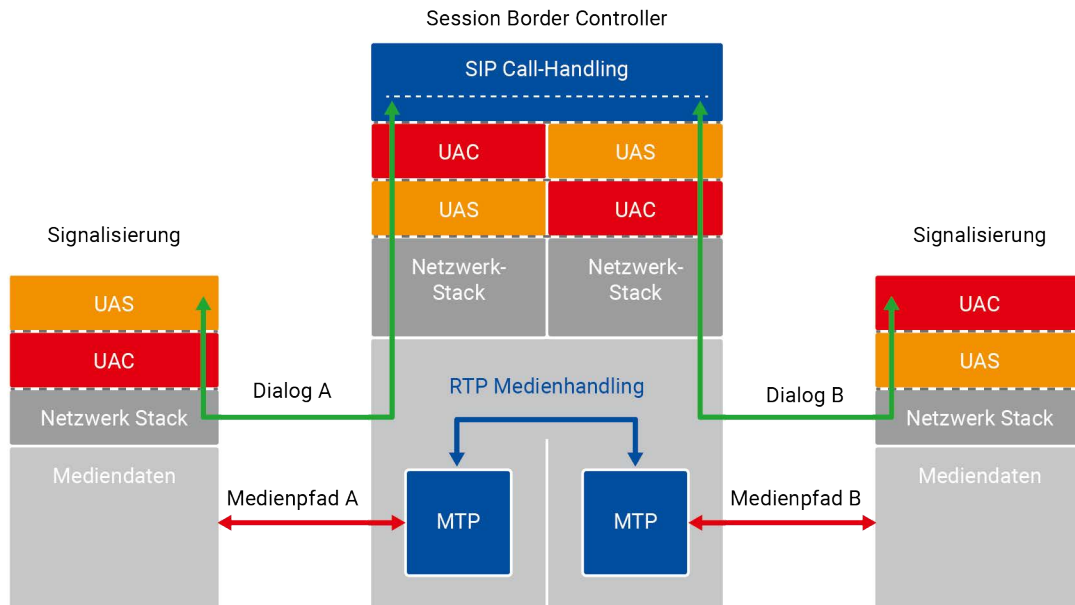 Session Border Controller
SIP Call-Handling
UAC
UAS
UAS
UAC
Netzwerk-
Stack
Netzwerk-
Stack
Signalisierung
UAS
UAC
Netzwerk Stack
Mediendaten
Signalisierung
UAC
UAS
Netzwerk Stack
Mediendaten
Dialog A
RTP Medienhandling
Dialog B
Medienpfad A
MTP
MTP
Medienpfad B